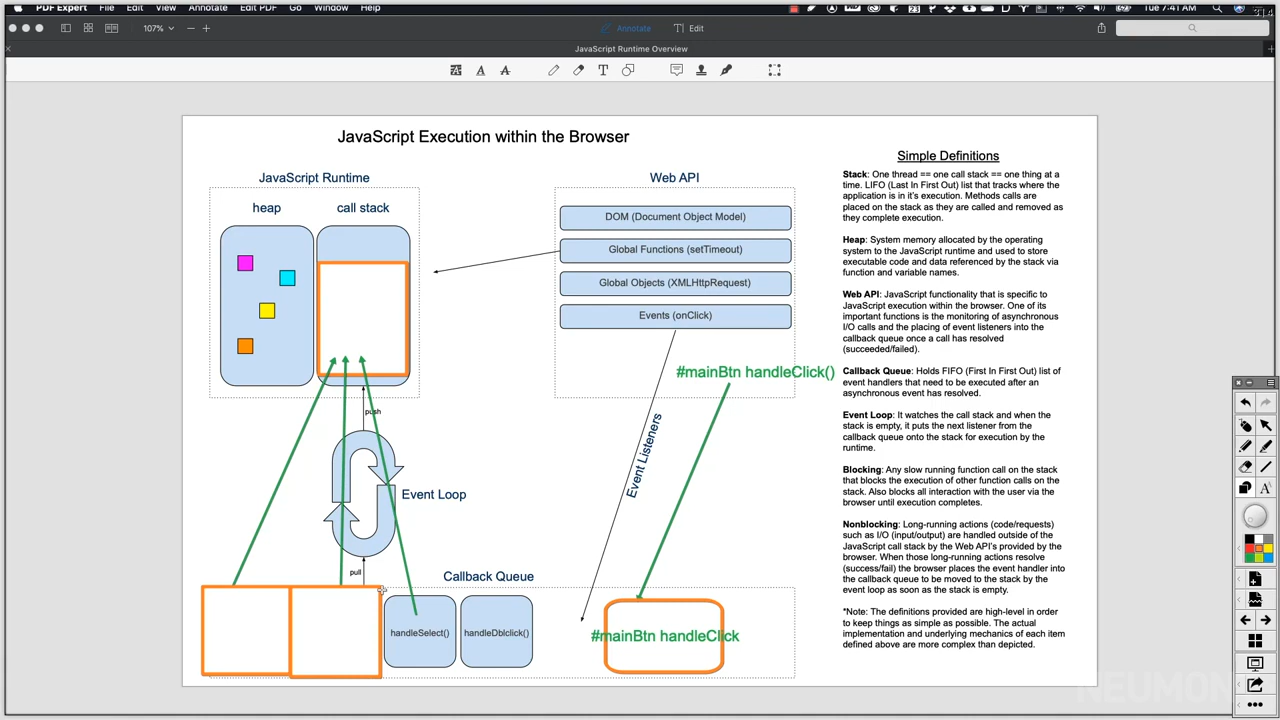 PDF Expert File Edit View Annotate Edit PDF Go Window Help
Tue 7:41 AM
107%
Annotate
Edit
JavaScript Runtime Overview
JavaScript Execution within the Browser
JavaScript Runtime
heap
call stack
push
Event Loop
pull
Web API
DOM (Document Object Model)
Global Functions (setTimeout)
Global Objects (XMLHttpRequest)
Events (onClick)
#mainBtn handleClick()
Event Listeners
Callback Queue
handleSelect()
handleDblclick()
#mainBtn handleClick
Simple Definitions
Stack: One thread == one call stack == one thing at a
time. LIFO (Last In First Out) list that tracks where the
application is in it's execution. Methods calls are
placed on the stack as they are called and removed as
they complete execution.
Heap: System memory allocated by the operating
system to the JavaScript runtime and used to store
executable code and data referenced by the stack via
function and variable names.
Web API: JavaScript functionality that is specific to
JavaScript execution within the browser. One of its
important functions is the monitoring of asynchronous
I/O calls and the placing of event listeners into the
callback queue once a call has resolved
(succeeded/failed).
Callback Queue: Holds FIFO (First In First Out) list of
event handlers that need to be executed after an
asynchronous event has resolved.
Event Loop: It watches the call stack and when the
stack is empty, it puts the next listener from the
callback queue onto the stack for execution by the
runtime.
Blocking: Any slow running function call on the stack
that blocks the execution of other function calls on the
stack. Also blocks all interaction with the user via the
browser until execution completes.
Nonblocking: Long-running actions (code/requests)
such as I/O (input/output) are handled outside of the
JavaScript call stack by the Web API's provided by the
browser. When those long-running actions resolve
(success/fail) the browser places the event handler into
the callback queue to be moved to the stack by the
event loop as soon as the stack is empty.
*Note: The definitions provided are high-level in order
to keep things as simple as possible. The actual
implementation and underlying mechanics of each item
defined above are more complex than depicted.